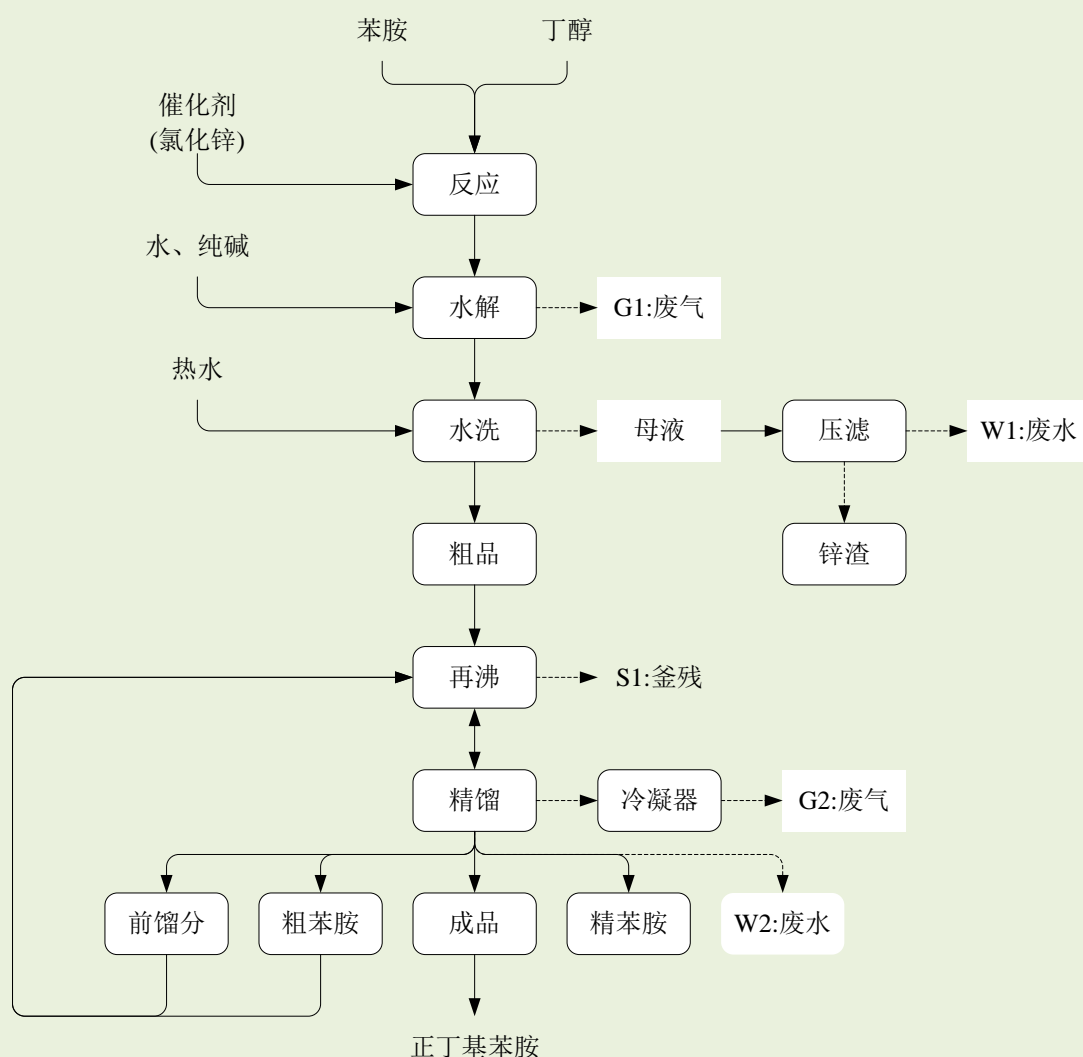 苯胺
丁醇
催化剂
(氯化锌)
反应
水、纯碱
水解
G1:废气
热水
水洗
母液
压滤
W1:废水
粗品
锌渣
再沸
S1:釜残
精馏
冷凝器
G2:废气
前馏分
粗苯胺
成品
精苯胺
W2:废水
正丁基苯胺